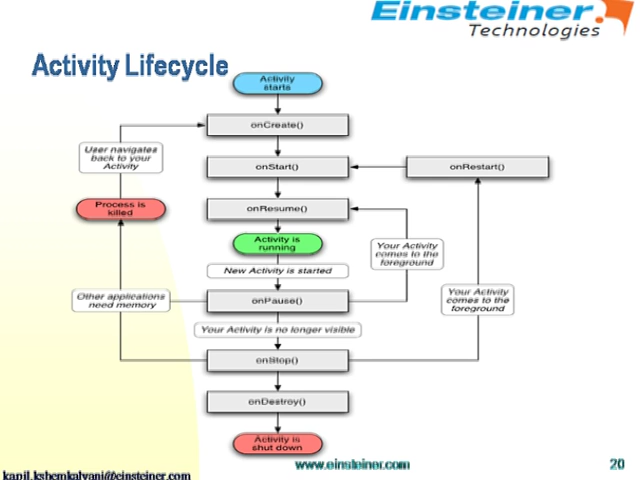 Einsteiner
Technologies
Activity Lifecycle
Activity
starts
onCreate()
User navigates
back to your
Activity
onStart()
onRestart()
Process is
killed
onResume()
Activity is
running
Your Activity
comes to the
foreground
New Activity is started
Other applications
need memory
onPause()
Your Activity
comes to the
foreground
Your Activity is no longer visible
onStop()
onDestroy()
Activity is
shut down
www.einsteiner.com
20
kapil.kshemkalyani@einsteiner.com